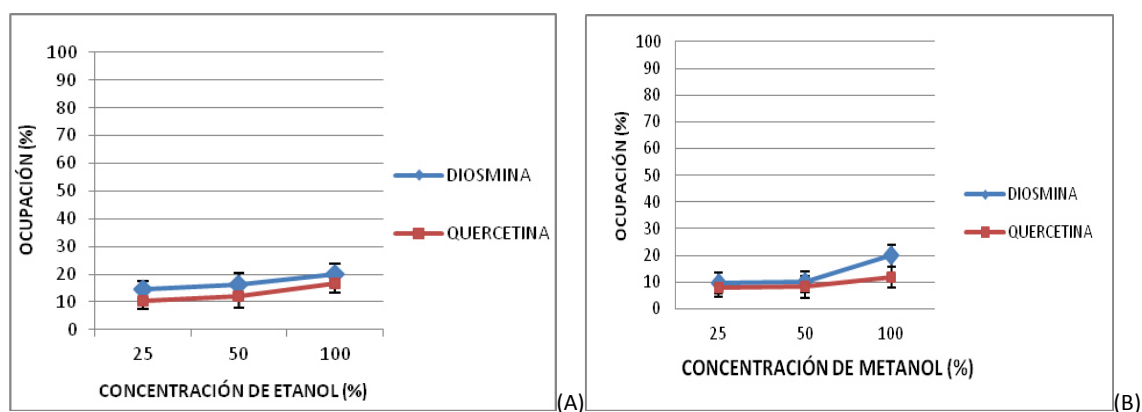 OCUPACIÓN (%)
100
90
80
70
60
50
40
30
20
10
0
25 50 100
CONCENTRACIÓN DE ETANOL (%)
DIOSMINA
QUERCETINA
(A)
OCUPACIÓN (%)
100
90
80
70
60
50
40
30
20
10
0
25 50 100
CONCENTRACIÓN DE METANOL (%)
DIOSMINA
QUERCETINA
(B)